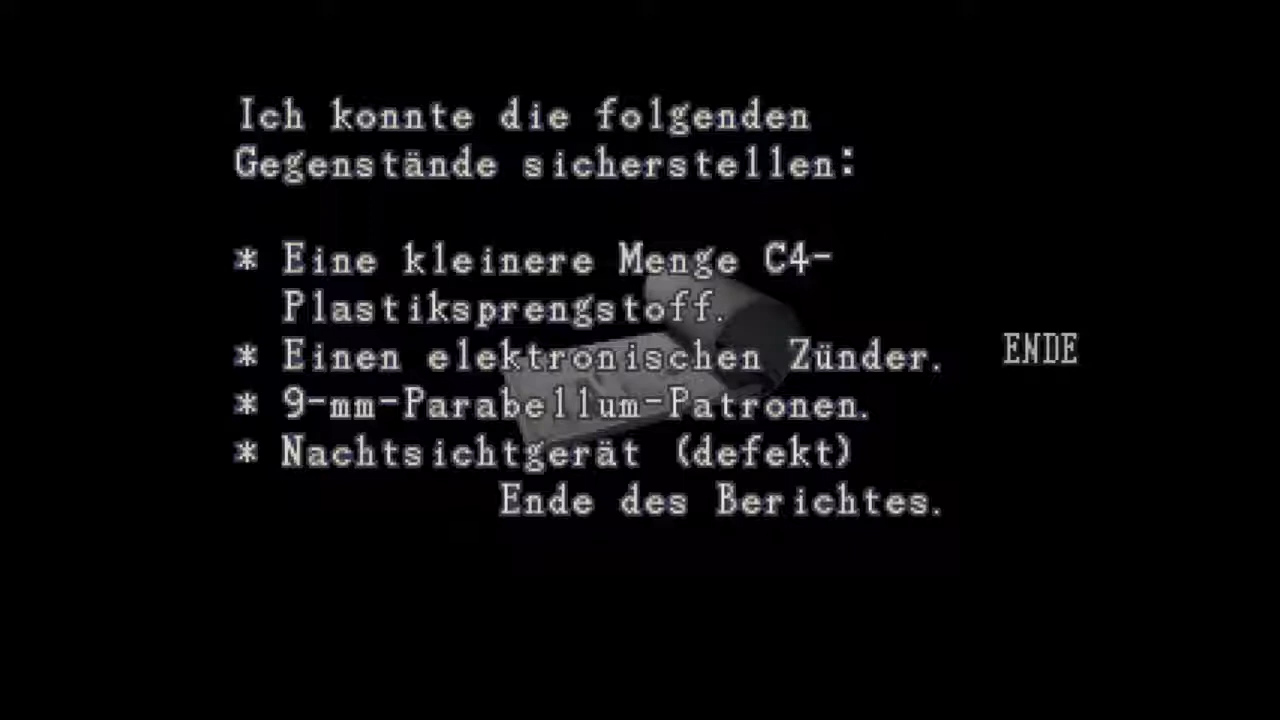 Ich konnte die folgenden
Gegenstände sicherstellen:
* Eine kleinere Menge C4-
Plastiksprengstoff.
* Einen elektronischen Zünder.
ENDE
* 9-mm-Parabellum-Patronen.
* Nachtsichtgerät (defekt)
Ende des Berichtes.